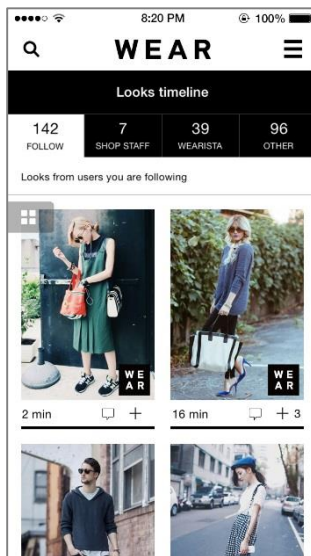 8:20 PM 100%
WEAR
Looks timeline
142 7 39 96
FOLLOW SHOP STAFF WEARISTA OTHER
Looks from users you are following
WE
AR
WE
AR
2 min
16 min 3